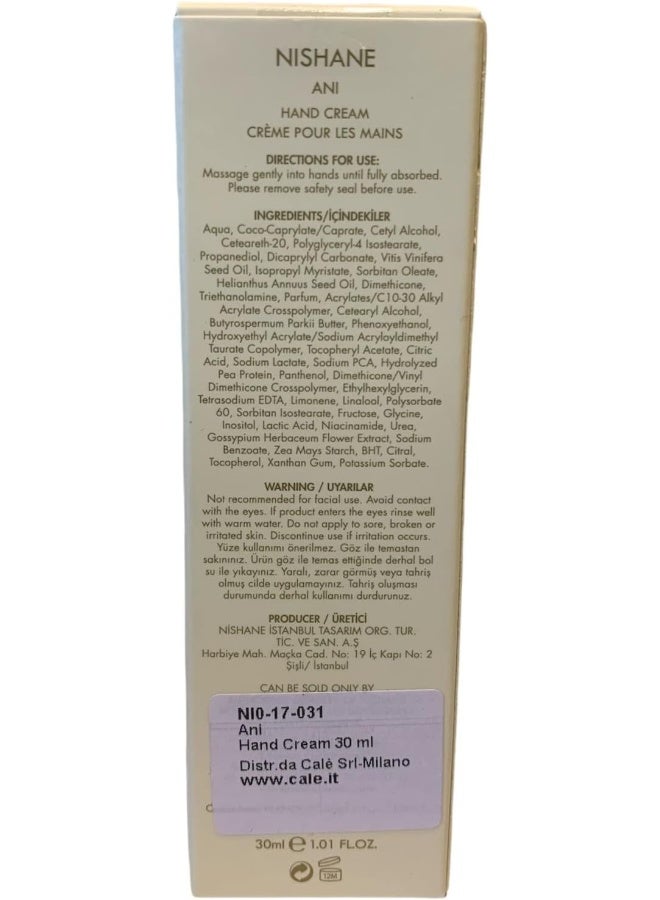 NISHANE
ANI
HAND CREAM
CRÈME POUR LES MAINS
DIRECTIONS FOR USE:
Massage gently into hands until fully absorbed.
Please remove safety seal before use.
INGREDIENTS/İÇİNDEKİLER
Aqua, Coco-Caprylate/Caprate, Cetyl Alcohol,
Ceteareth-20, Polyglyceryl-4 Isostearate,
Propanediol, Dicaprylyl Carbonate, Vitis Vinifera
Seed Oil, Isopropyl Myristate, Sorbitan Oleate,
Helianthus Annuus Seed Oil, Dimethicone,
Triethanolamine, Parfum, Acrylates/C10-30 Alkyl
Acrylate Crosspolymer, Cetearyl Alcohol,
Butyrospermum Parkii Butter, Phenoxyethanol,
Hydroxyethyl Acrylate/Sodium Acryloyldimethyl
Taurate Copolymer, Tocopheryl Acetate, Citric
Acid, Sodium Lactate, Sodium PCA, Hydrolyzed
Pea Protein, Panthenol, Dimethicone/Vinyl
Dimethicone Crosspolymer, Ethylhexylglycerin,
Tetrasodium EDTA, Limonene, Linalool, Polysorbate
60, Sorbitan Isostearate, Fructose, Glycine,
Inositol, Lactic Acid, Niacinamide, Urea,
Gossypium Herbaceum Flower Extract, Sodium
Benzoate, Zea Mays Starch, BHT, Citral,
Tocopherol, Xanthan Gum, Potassium Sorbate.
WARNING / UYARILAR
Not recommended for facial use. Avoid contact
with the eyes. If product enters the eyes rinse well
with warm water. Do not apply to sore, broken or
irritated skin. Discontinue use if irritation occurs.
Yüze kullanımı önerilmez. Göz ile temastan
sakınınız. Ürün göz ile temas ettiğinde derhal bol
su ile yıkayınız. Yaralı, zarar görmüş veya tahriş
olmuş cilde uygulamayınız. Tahriş oluşması
durumunda derhal kullanımı durdurunuz.
PRODUCER / ÜRETİCİ
NİSHANE İSTANBUL TASARIM ORG. TUR.
TİC. VE SAN. A.Ş
Harbiye Mah. Maçka Cad. No: 19 İç Kapı No: 2
Şişli/ İstanbul
CAN BE SOLD ONLY BY
NI0-17-031
Ani
Hand Cream 30 ml
Distr.da Calè Srl-Milano
www.cale.it
30ml e 1.01 FL.OZ.
12M